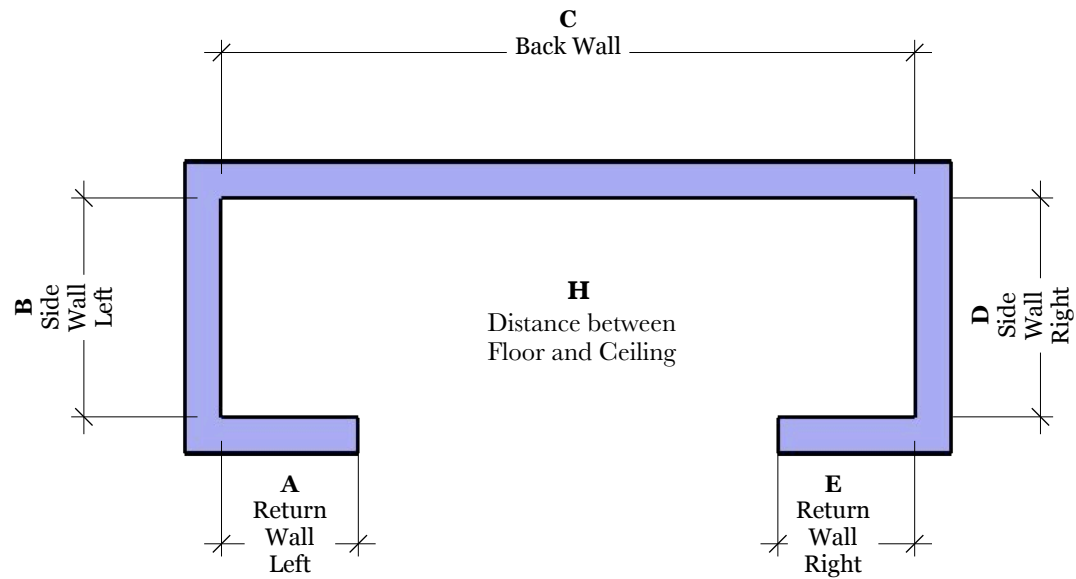 C
Back Wall
B
Side
Wall
Left
H
Distance between
Floor and Ceiling
D
Side
Wall
Right
A
Return
Wall
Left
E
Return
Wall
Right